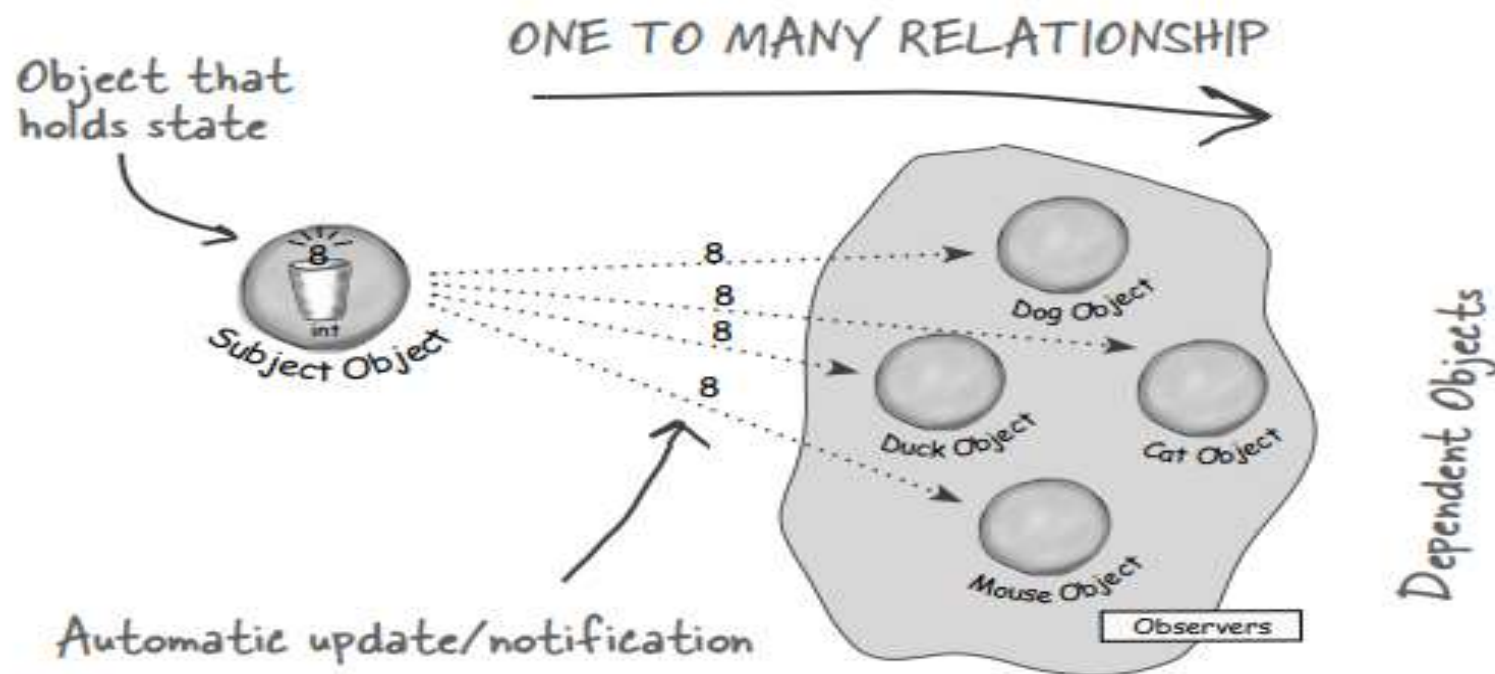 ONE TO MANY RELATIONSHIP
Object that
holds state
8
int
Subject Object
8
8
8
8
Dog Object
Duck Object
Cat Object
Mouse Object
Observers
Dependent Objects
Automatic update/notification